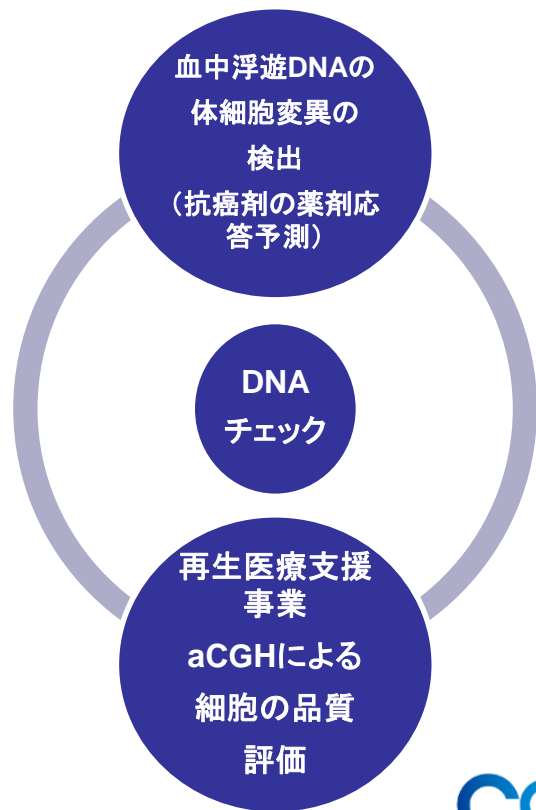 血中浮遊DNAの
体細胞変異の
検出
（抗癌剤の薬剤応
答予測）
DNA
チェック
再生医療支援
事業
aCGHによる
細胞の品質
評価